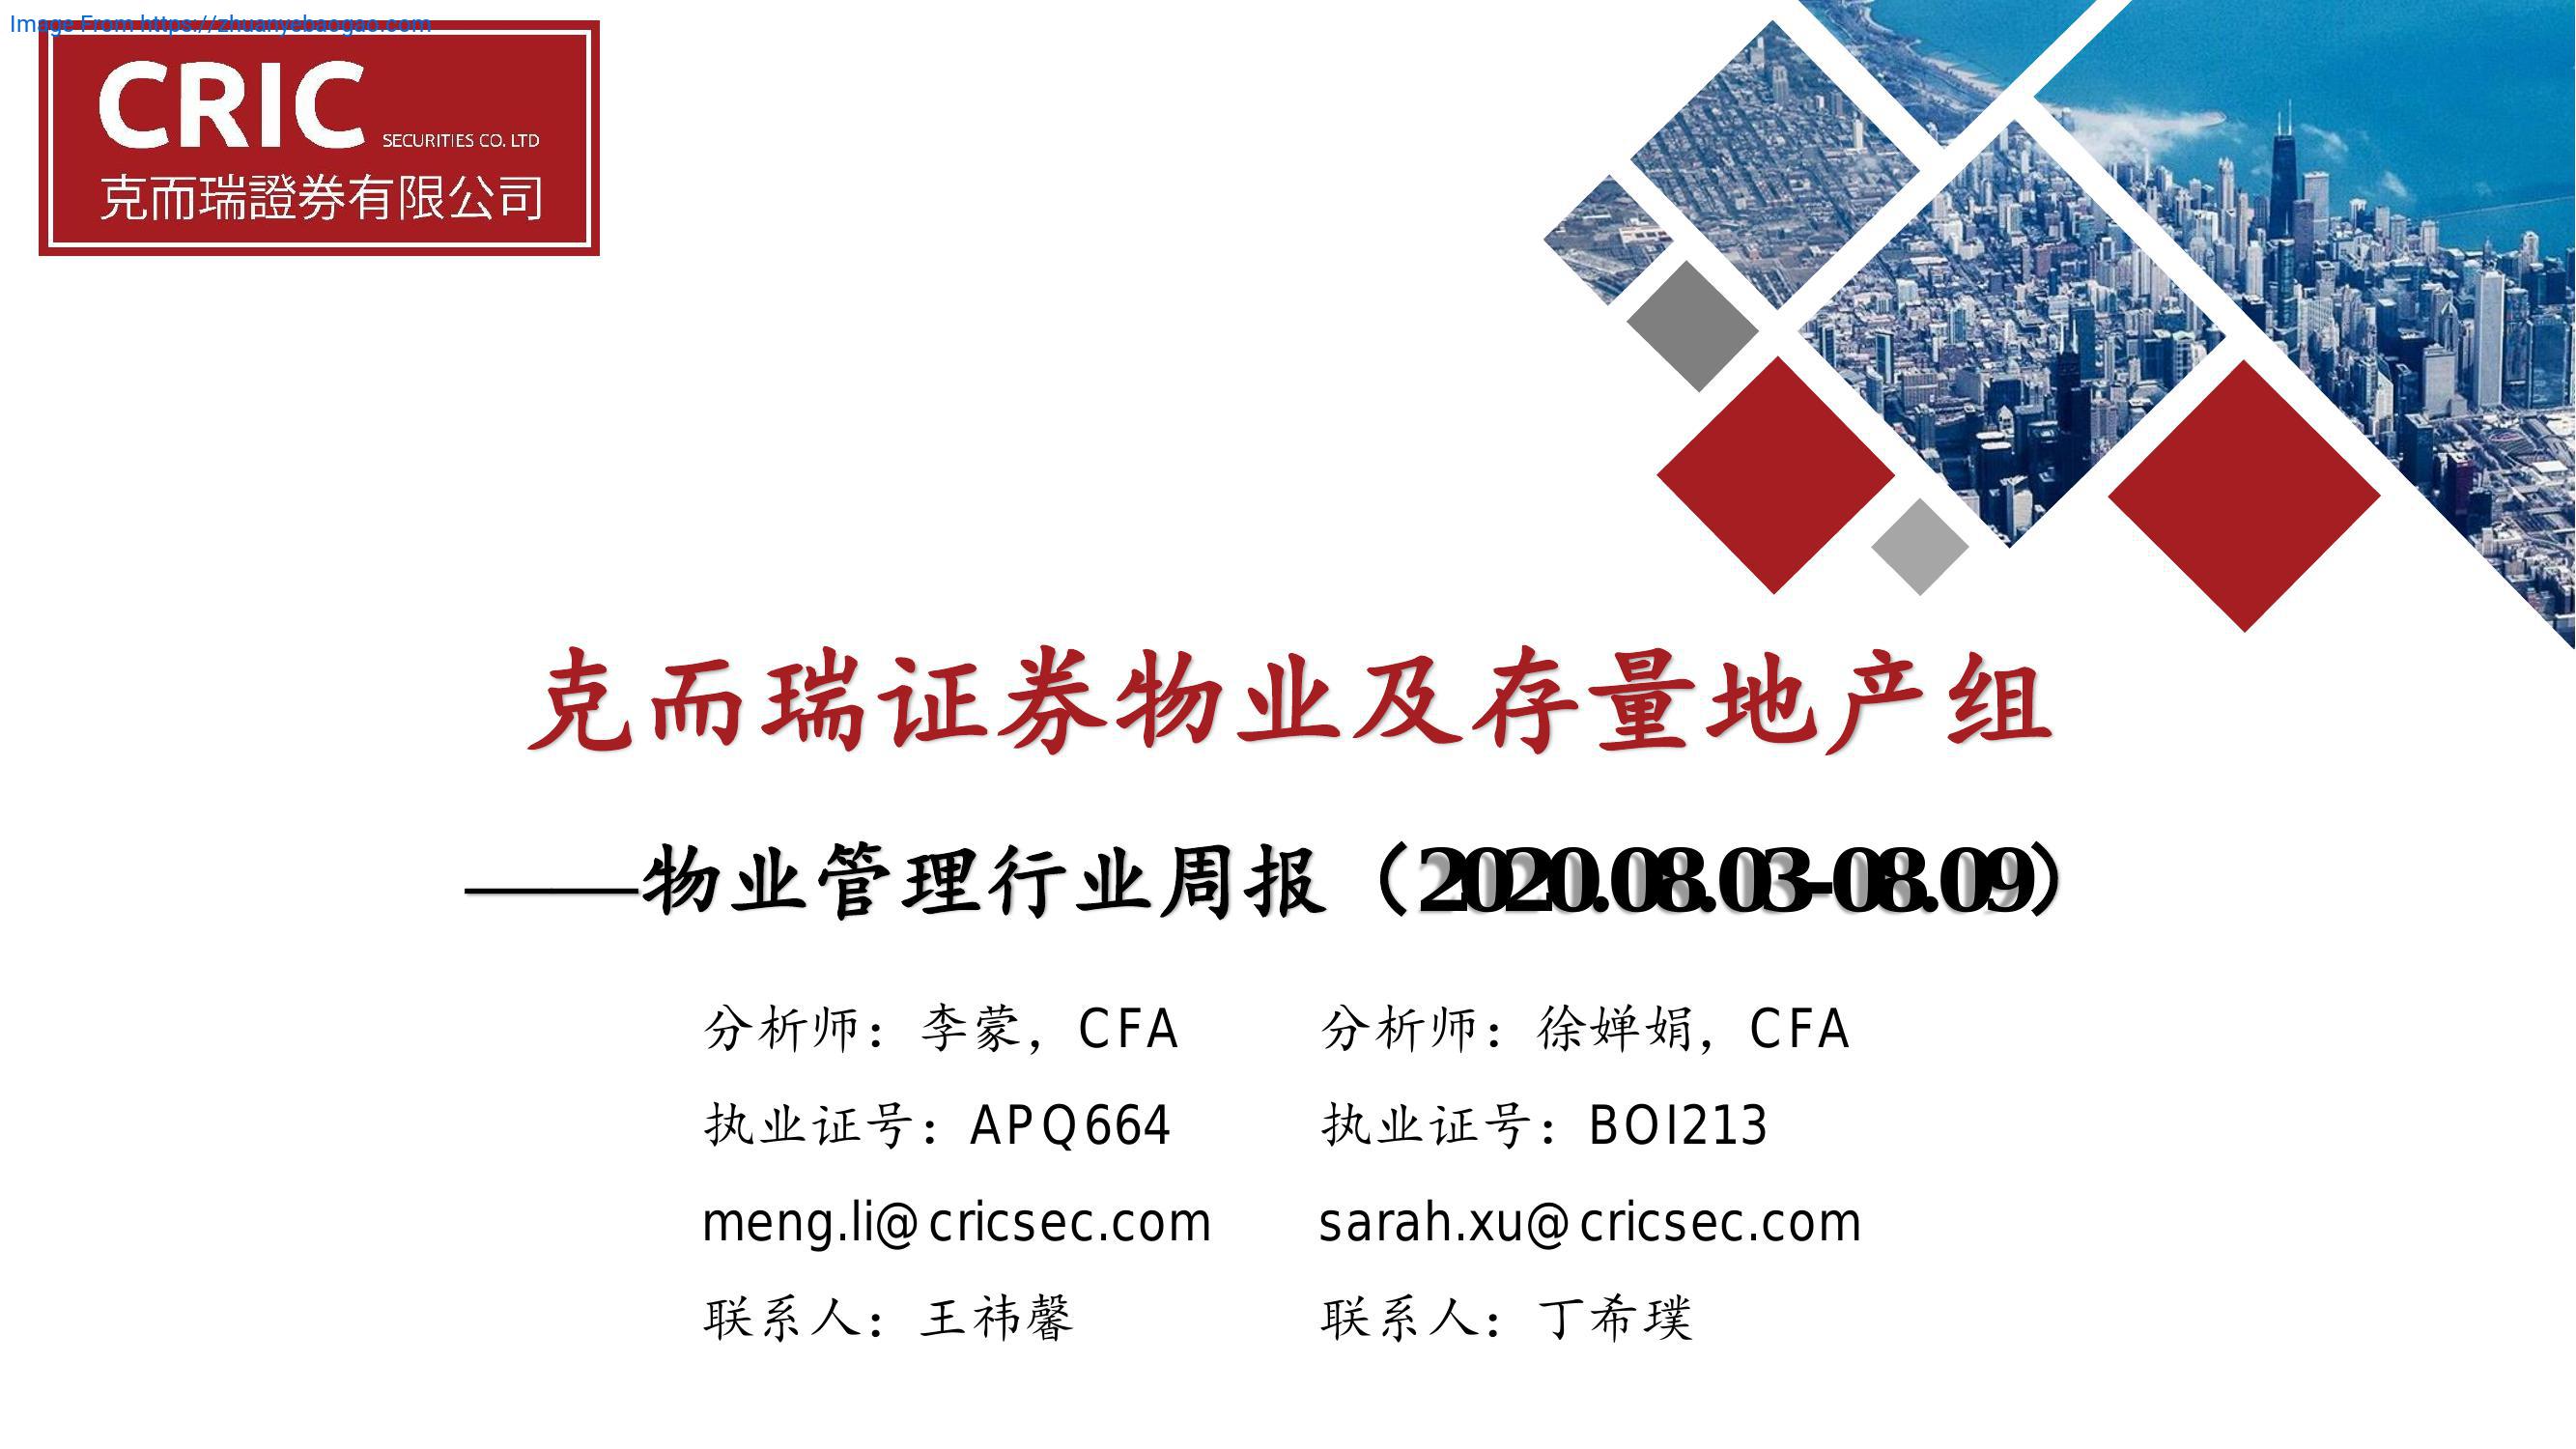 Image From https://zhuanyebaogao.com
CRIC SECURITIES CO. LTD
克而瑞證券有限公司
克而瑞证券物业及存量地产组
——物业管理行业周报（2020.08.03-08.09）
分析师：李蒙，CFA
分析师：徐婵娟，CFA
执业证号：APQ664
执业证号：BOI213
meng.li@cricsec.com
sarah.xu@cricsec.com
联系人：王祎馨
联系人：丁希璞